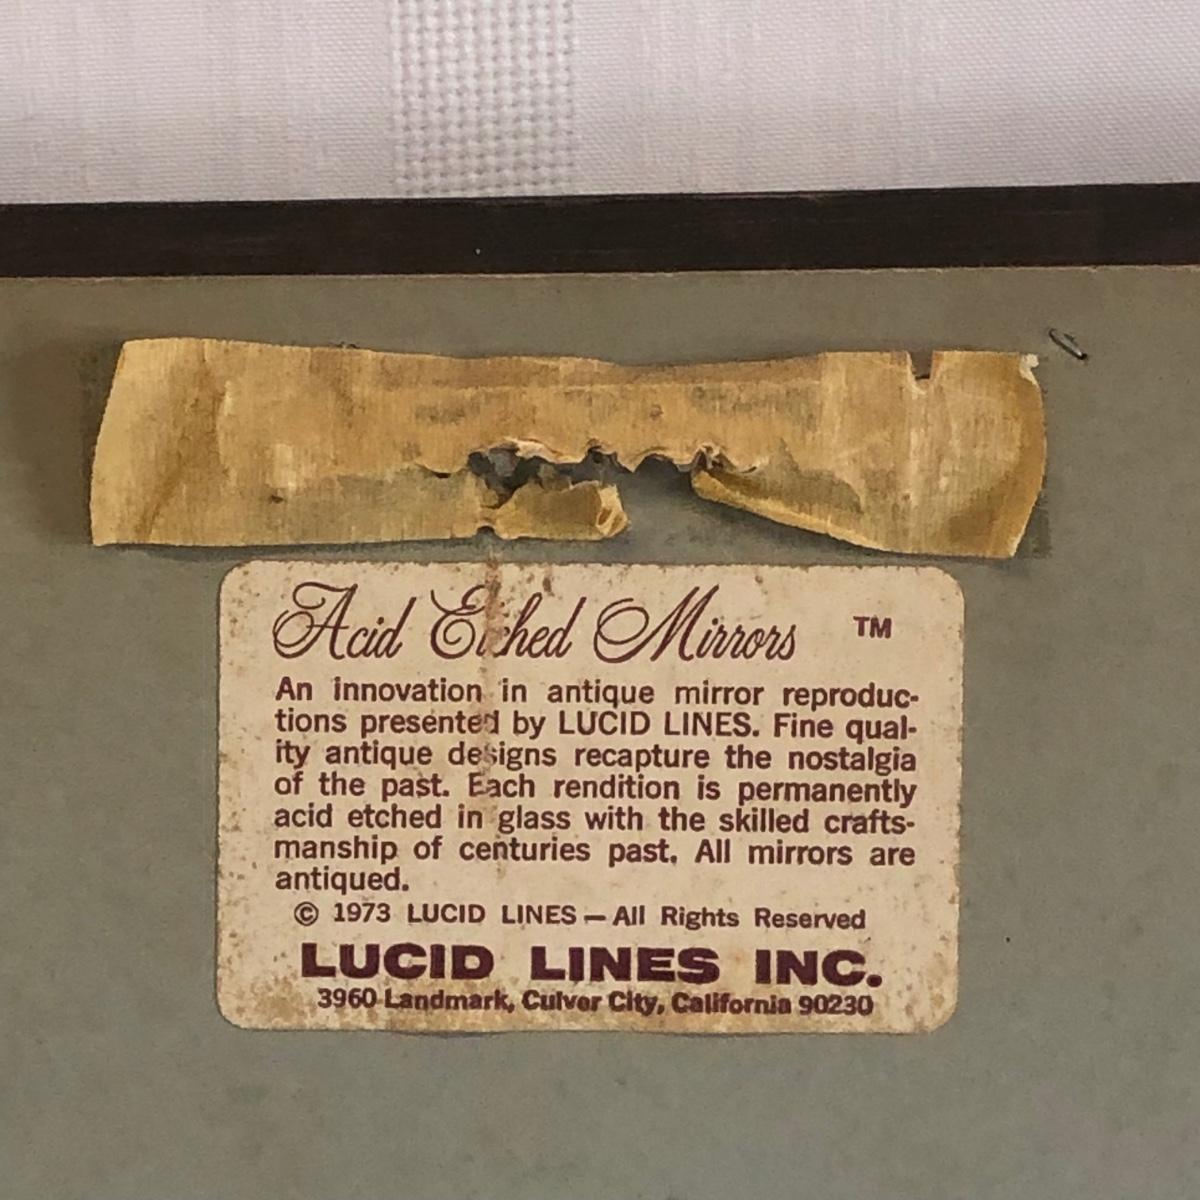 Acid Etched Mirrors ™
An innovation in antique mirror reproduc-
tions presented by LUCID LINES. Fine qual-
ity antique designs recapture the nostalgia
of the past. Each rendition is permanently
acid etched in glass with the skilled crafts-
manship of centuries past. All mirrors are
antiqued.
© 1973 LUCID LINES — All Rights Reserved
LUCID LINES INC.
3960 Landmark, Culver City, California 90230